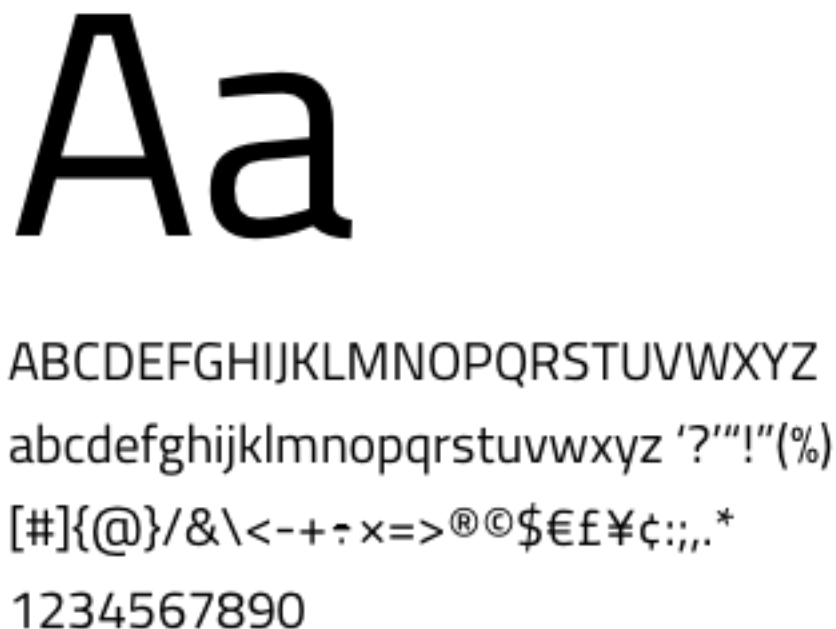 Aa
ABCDEFGHIJKLMNOPQRSTUVWXYZ
abcdefghijklmnopqrstuvwxyz ‘?’“!”(%)
[#]{@}/&\<-+÷×=>®©$€£¥¢:;,.*
1234567890